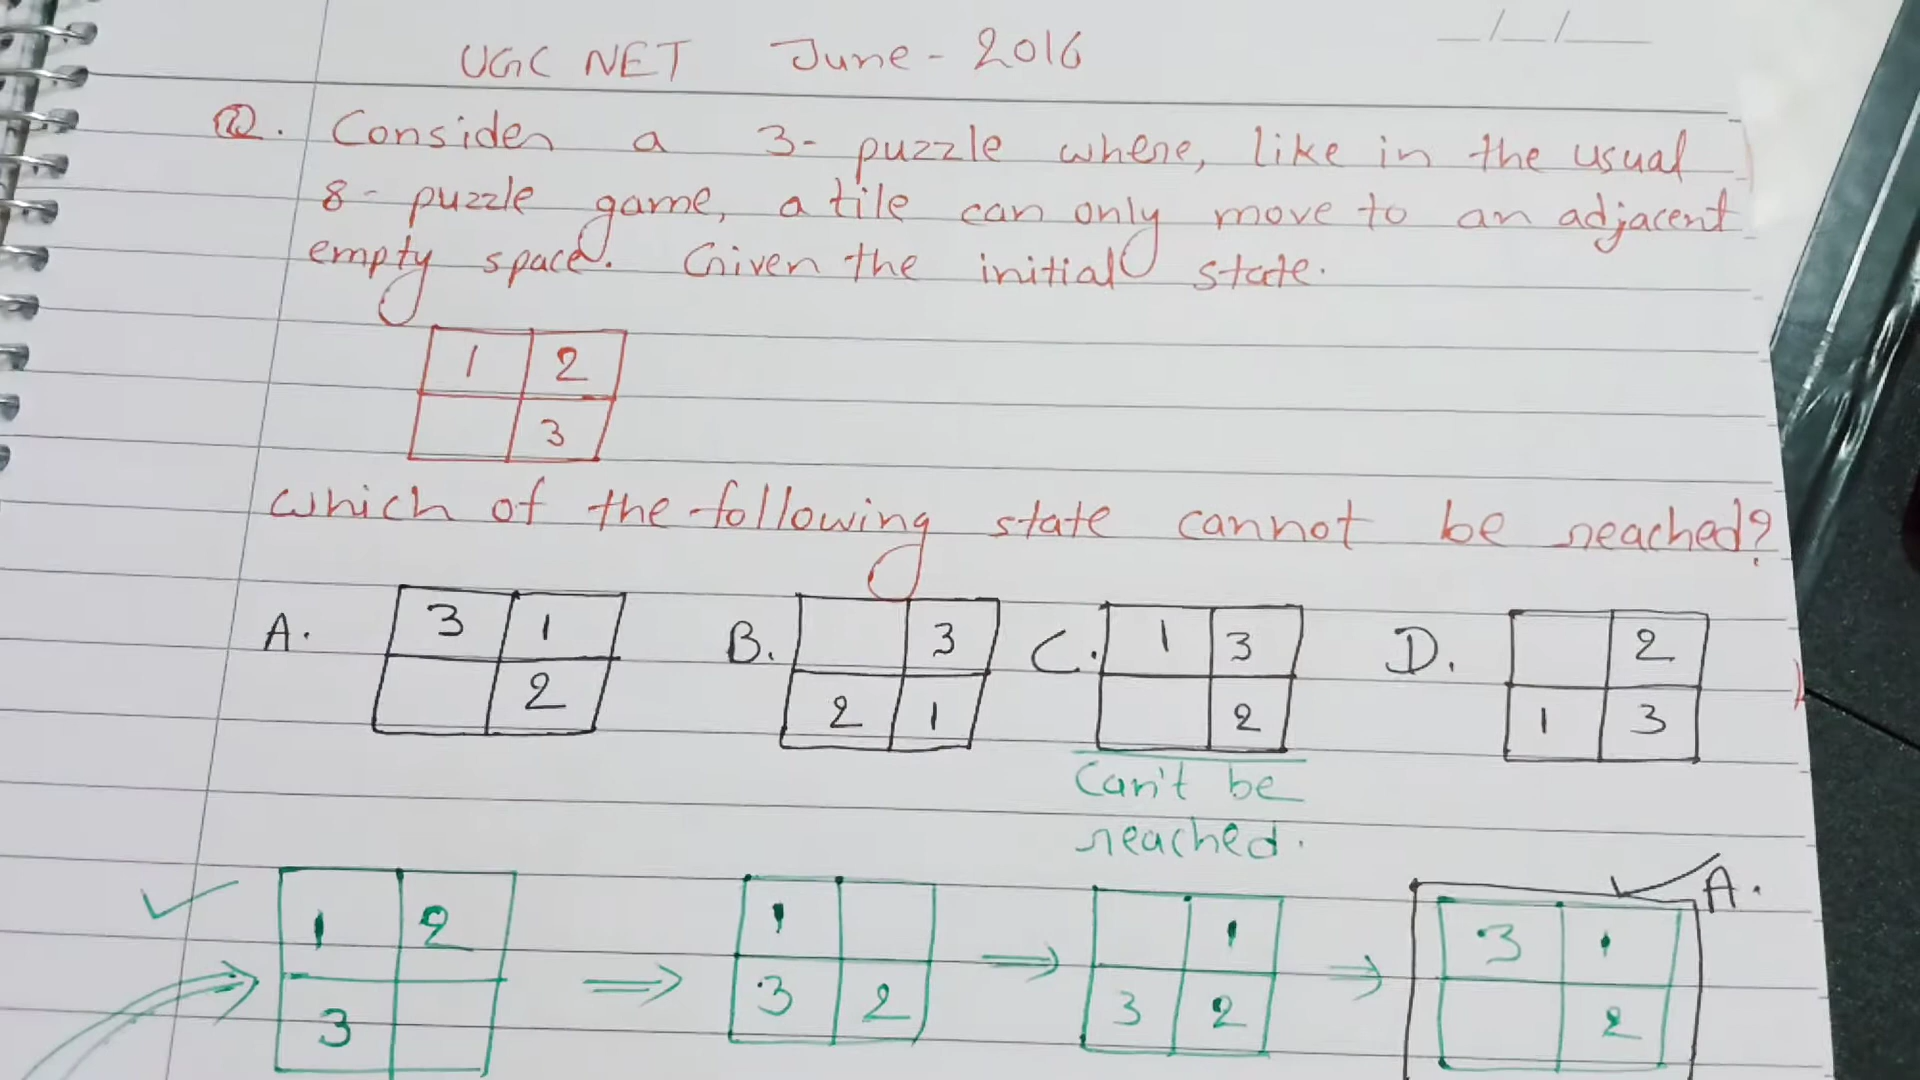 _/_/_
UGC NET June - 2016
Q. Consider a 3- puzzle where, like in the usual
8- puzzle game, a tile can only move to an adjacent
empty space. Given the initial state.
1 2
3
which of the following state cannot be reached?
A. 3 1 B. 3 C. 1 3 D. 2
2 2 1 2 1 3
Can't be
reached.
A.
1 2 ⇒ 1 ⇒ 1 ⇒ 3 1
3 3 2 3 2 2